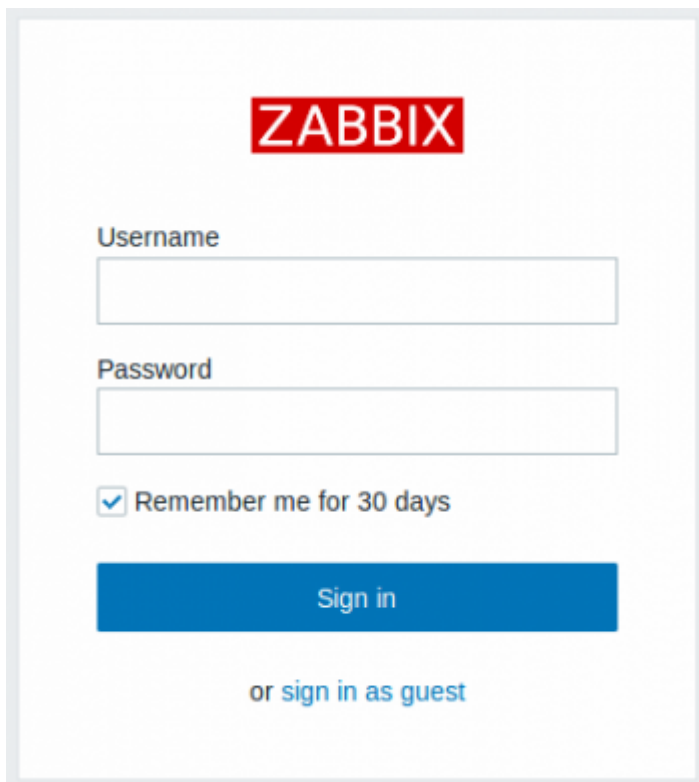 ZABBIX
Username
Password
Remember me for 30 days
Sign in
or sign in as guest